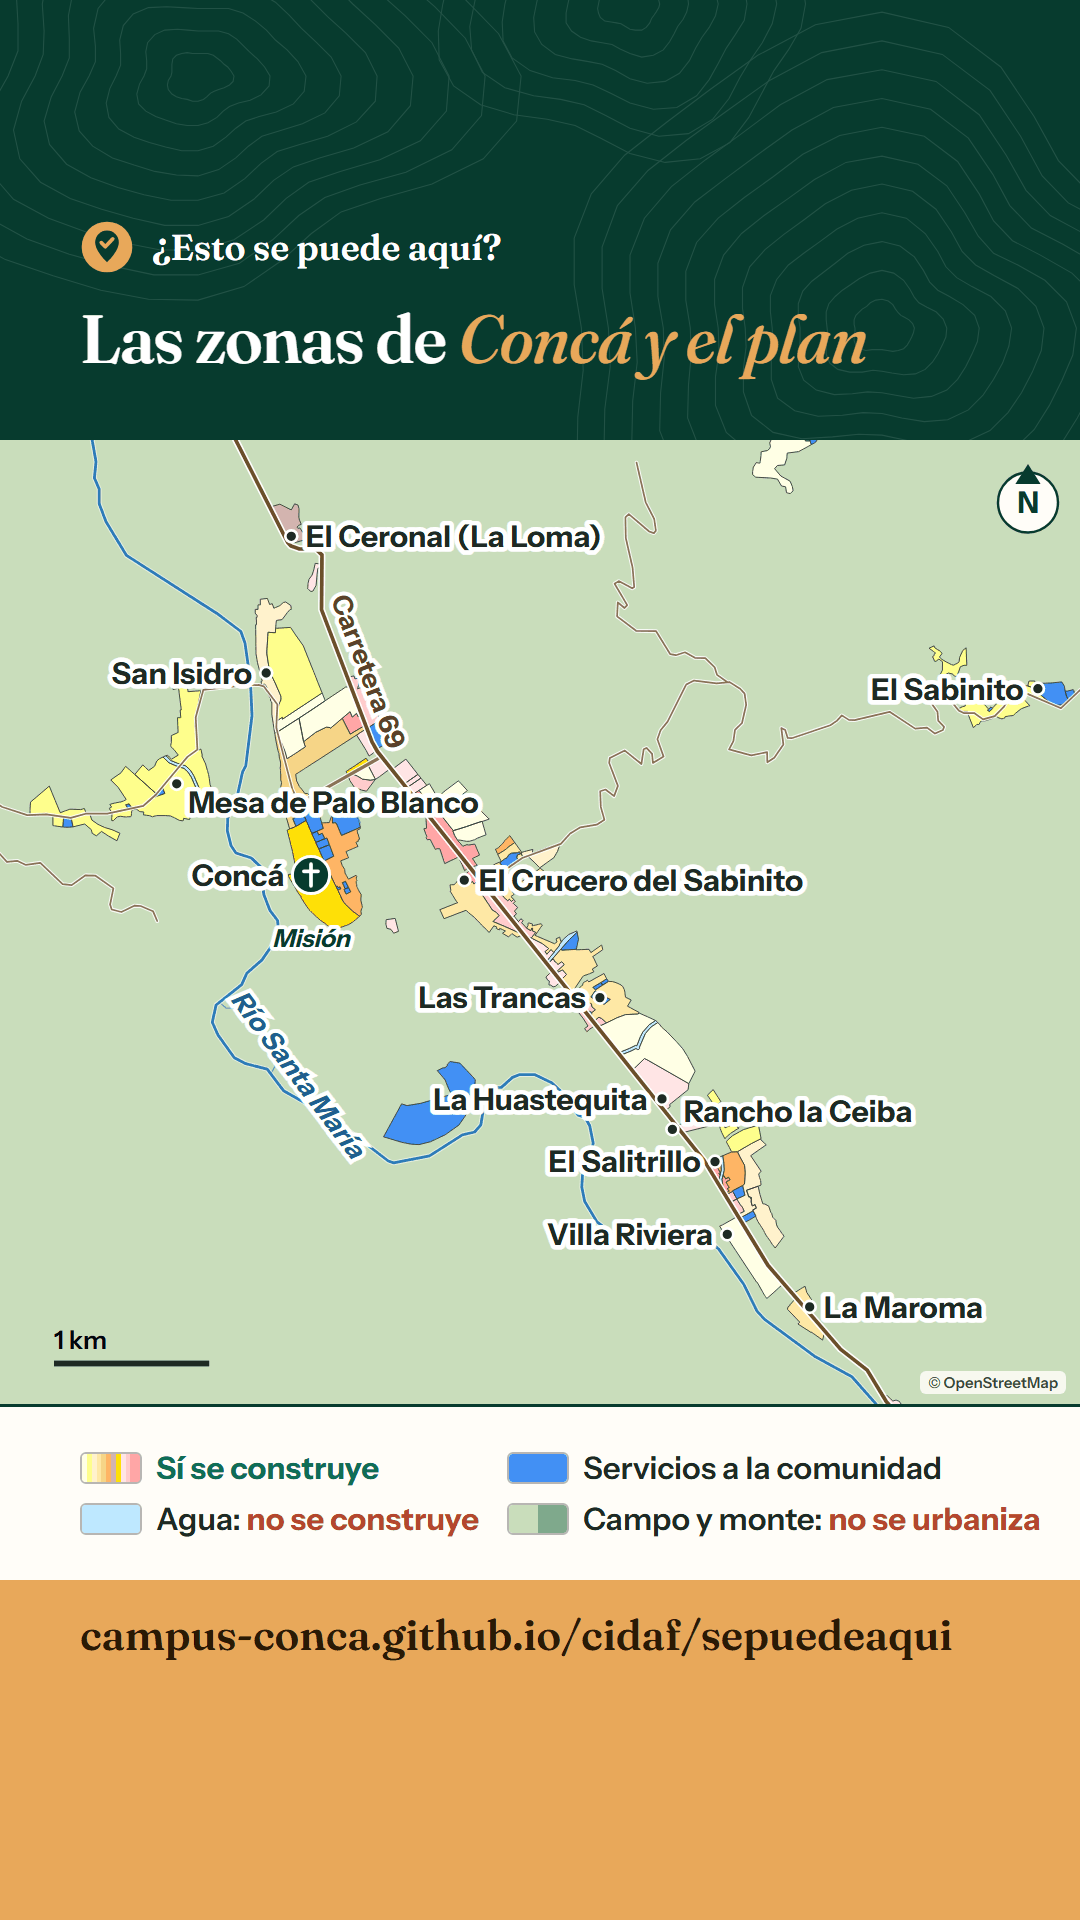 ¿Esto se puede aquí?
Las zonas de Concá y el plan
N
El Ceronal (La Loma)
Carretera 69
San Isidro
El Sabinito
Mesa de Palo Blanco
Concá
El Crucero del Sabinito
Misión
Las Trancas
Río Santa María
La Huastequita
Rancho la Ceiba
El Salitrillo
Villa Riviera
La Maroma
1 km
© OpenStreetMap
Sí se construye
Servicios a la comunidad
Agua: no se construye
Campo y monte: no se urbaniza
campus-conca.github.io/cidaf/sepuedeaqui